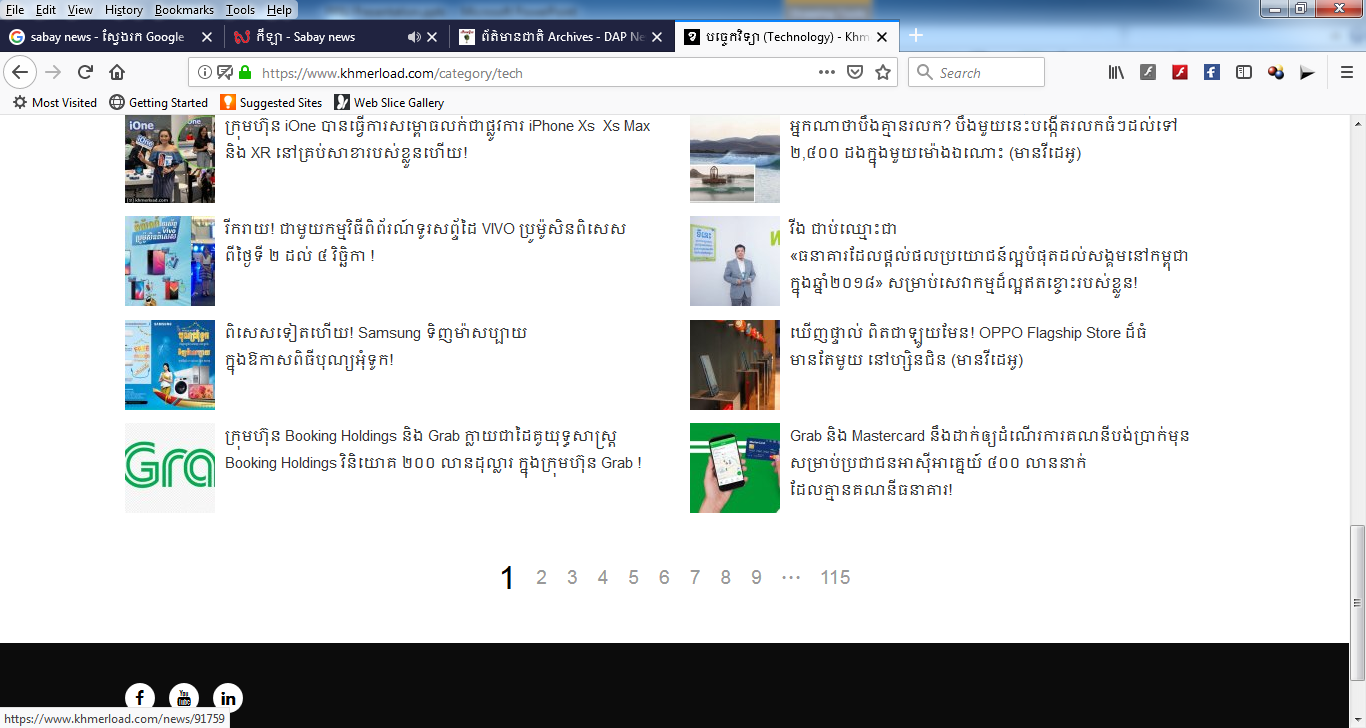 File Edit View History Bookmarks Tools Help
sabay news - ស្វែងរក Google
កីឡា - Sabay news
ព័ត៌មានជាតិ Archives - DAP Ne
បច្ចេកវិទ្យា (Technology) - Khm
https://www.khmerload.com/category/tech
Search
Most Visited Getting Started Suggested Sites Web Slice Gallery
ក្រុមហ៊ុន iOne បានធ្វើការសម្ពោធលក់ជាផ្លូវការ iPhone Xs Xs Max
និង XR នៅគ្រប់សាខារបស់ខ្លួនហើយ!
អ្នកណាថាបឹងគ្មានរលក? បឹងមួយនេះបង្កើតរលកធំៗដល់ទៅ
២,៤០០ ដងក្នុងមួយម៉ោងឯណោះ (មានវីដេអូ)
រីករាយ! ជាមួយកម្មវិធីពិព័រណ៍ទូរសព្ទ័ដៃ VIVO ប្រូម៉ូសិនពិសេស
ពីថ្ងៃទី ២ ដល់ ៤ វិច្ឆិកា !
វីង ជាប់ឈ្មោះជា
«ធនាគារដែលផ្តល់ផលប្រយោជន៍ល្អបំផុតដល់សង្គមនៅកម្ពុជា
ក្នុងឆ្នាំ២០១៨» សម្រាប់សេវាកម្មដ៏ល្អឥតខ្ចោះរបស់ខ្លួន!
ពិសេសទៀតហើយ! Samsung ទិញម៉ាសប្បាយ
ក្នុងឱកាសពិធីបុណ្យអុំទូក!
ឃើញផ្ទាល់ ពិតជាឡូយមែន! OPPO Flagship Store ដ៏ធំ
មានតែមួយ នៅបស្សិនជិន (មានវីដេអូ)
ក្រុមហ៊ុន Booking Holdings និង Grab ក្លាយជាដៃគូយុទ្ធសាស្រ្ត
Booking Holdings វិនិយោគ ២០០ លានដុល្លារ ក្នុងក្រុមហ៊ុន Grab !
Grab និង Mastercard នឹងដាក់ឲ្យដំណើរការគណនីបង់ប្រាក់មុន
សម្រាប់ប្រជាជនអាស៊ីអាគ្នេយ៍ ៤០០ លាននាក់
ដែលគ្មានគណនីធនាគារ!
1 2 3 4 5 6 7 8 9 ··· 115
https://www.khmerload.com/news/91759